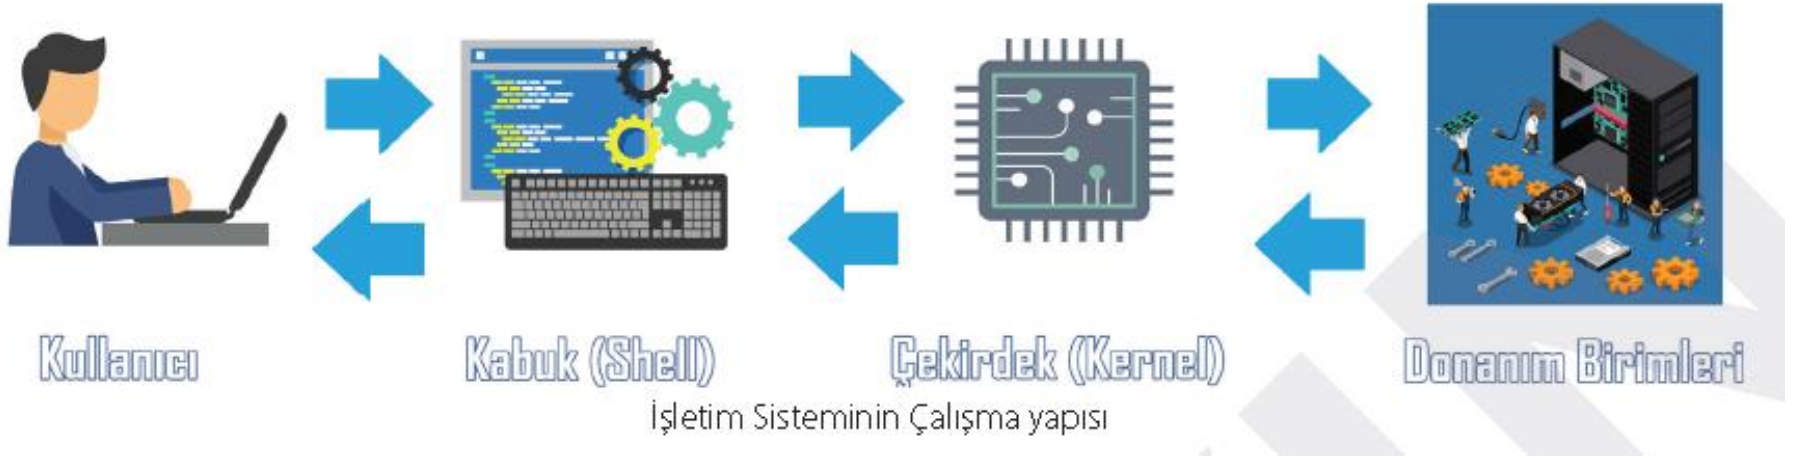 Kullanıcı
Kabuk (Shell)
Çekirdek (Kernel)
Donanım Birimleri
İşletim Sisteminin Çalışma yapısı